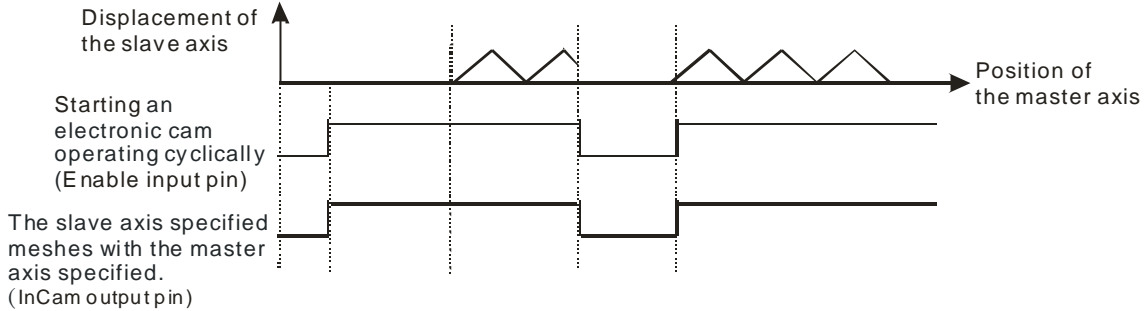 Displacement of
the slave axis
Position of
the master axis
Starting an
electronic cam
operating cyclically
(Enable input pin)
The slave axis specified
meshes with the master
axis specified.
(InCam output pin)